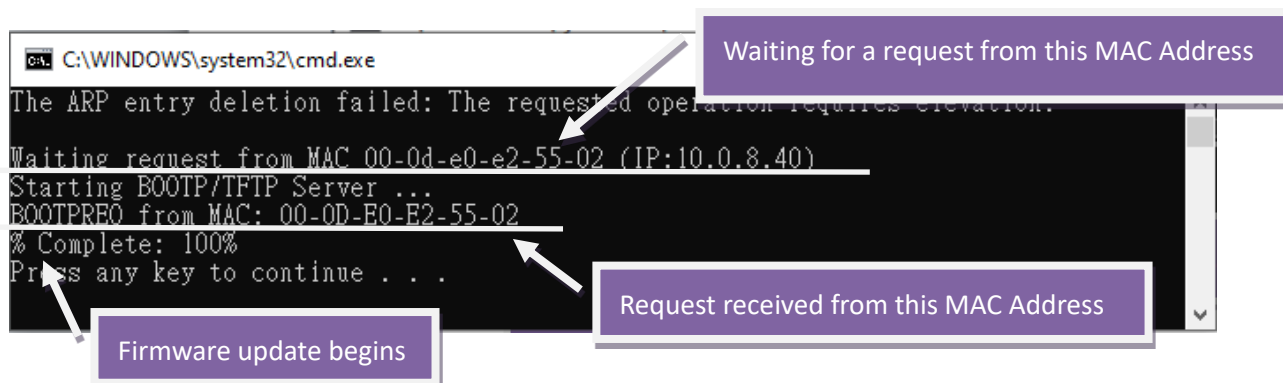 Waiting for a request from this MAC Address
C:\WINDOWS\system32\cmd.exe
The ARP entry deletion failed: The requested operation requires elevation.
Waiting request from MAC 00-0d-e0-e2-55-02 (IP:10.0.8.40)
Starting BOOTP/TFTP Server ...
BOOTPREQ from MAC: 00-0D-E0-E2-55-02
% Complete: 100%
Press any key to continue . . .
Request received from this MAC Address
Firmware update begins